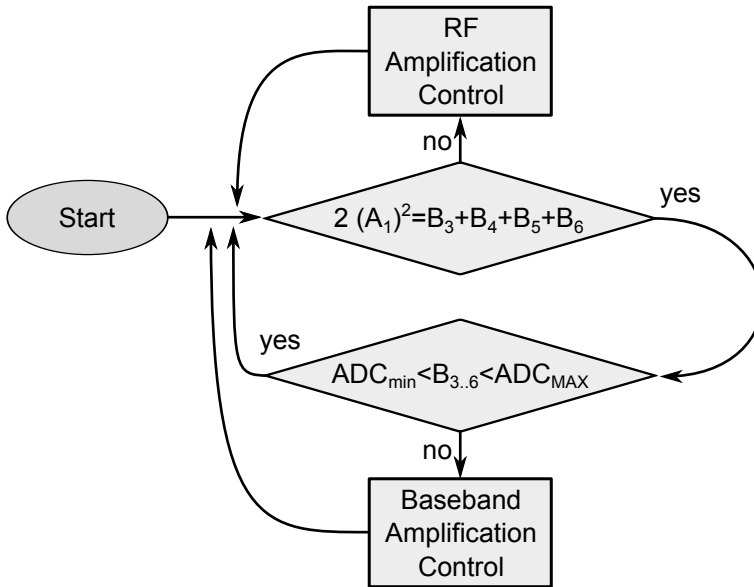 RF
Amplification
Control
no
yes
Start
2 (A₁)²=B₃+B₄+B₅+B₆
yes
ADCₘᵢₙ<B₃..₆<ADC_MAX
no
Baseband
Amplification
Control